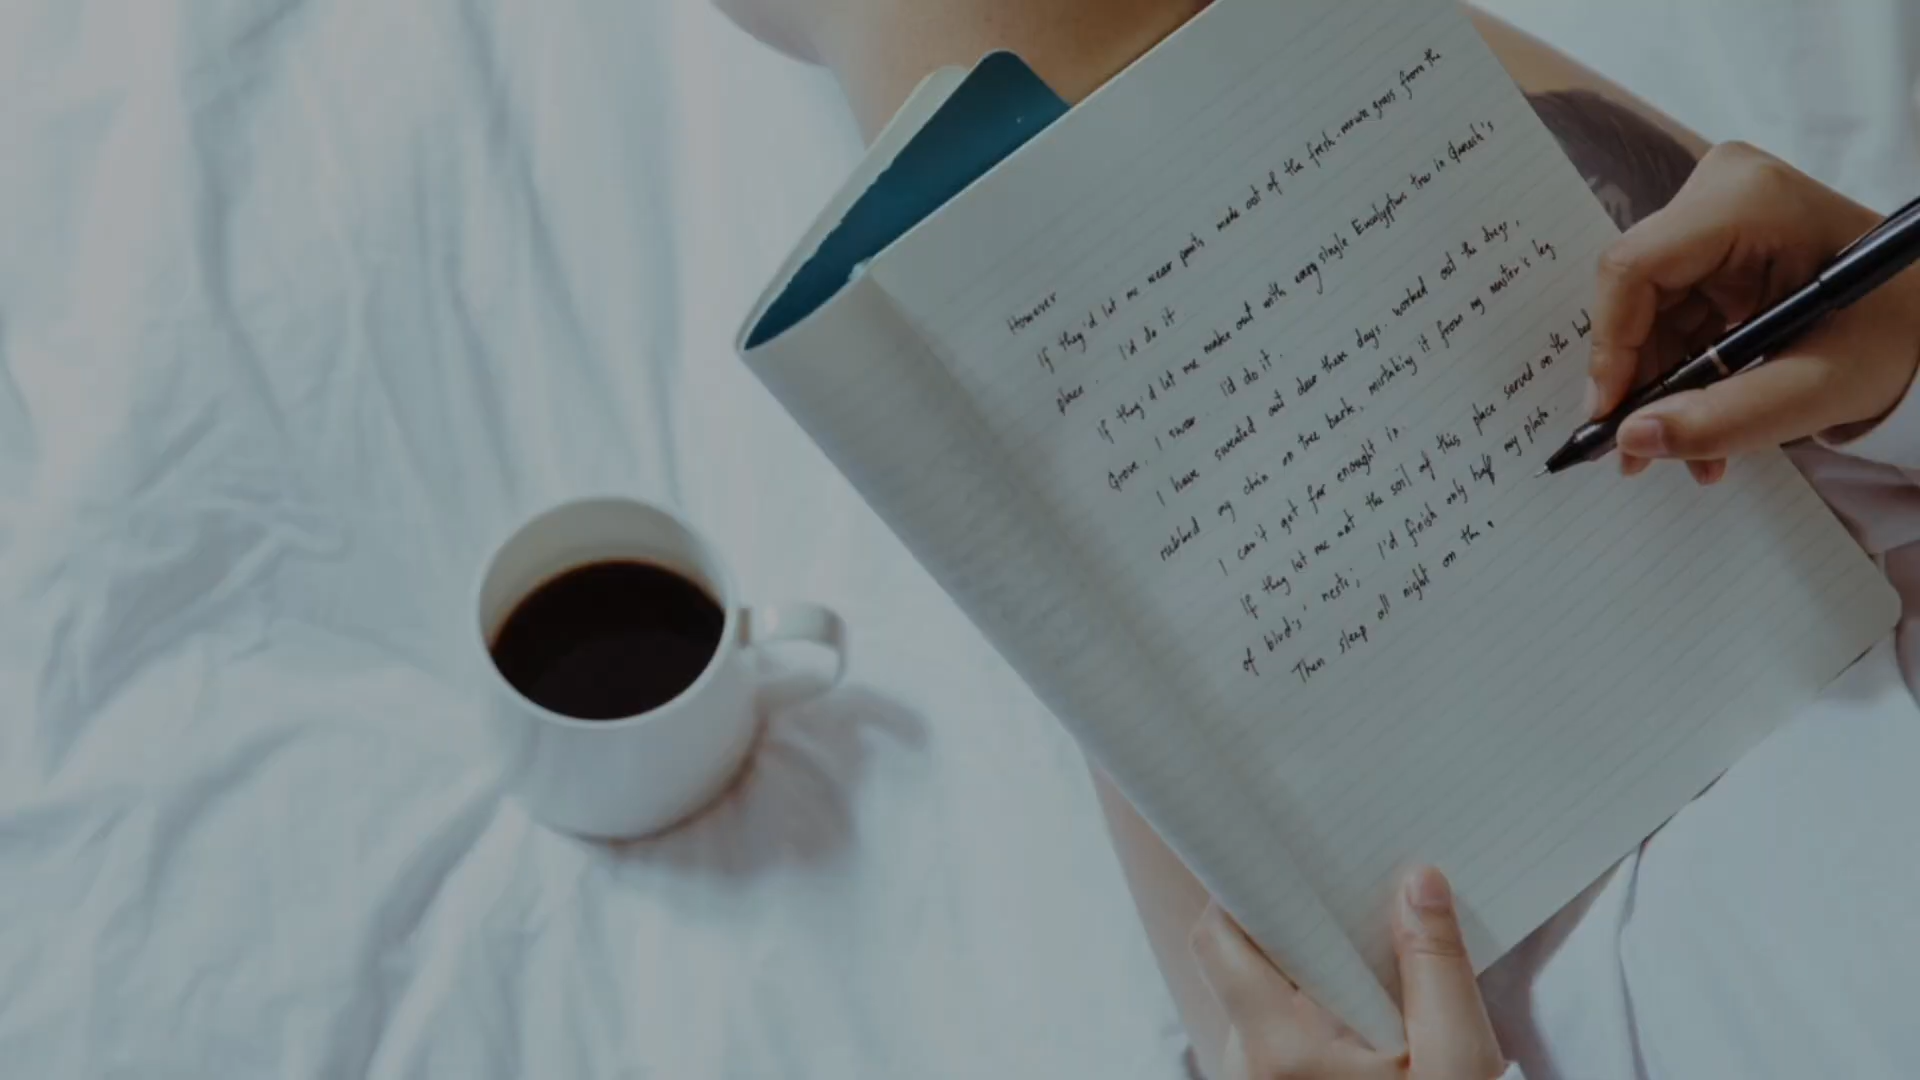 However
If they'd let me wear pants made out of the fresh-mown grass from the
place. I'd do it
If they'd let me make out with every single Eucalyptus tree in
Grove. I swear. I'd do it.
I have sweated out dew these days. worked out the dregs,
rubbed my chin on tree bark, mistaking it from my master's leg
I can't get far enought in.
If they let me eat the soil of this place served on the bed
of bird's, nests; I'd finish only half my plate.
Then sleep all night on the